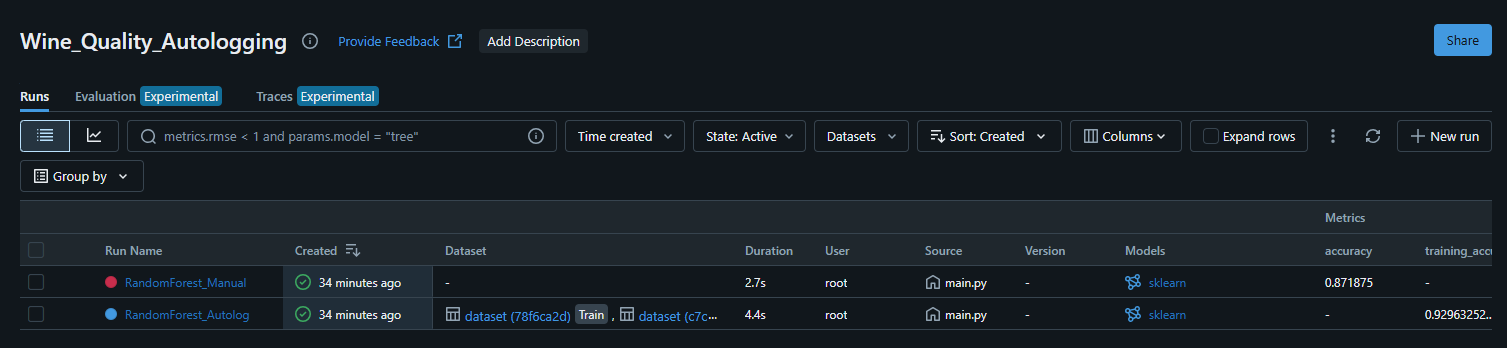 Wine_Quality_Autologging Provide Feedback Add Description Share
Runs Evaluation Experimental Traces Experimental
metrics.rmse < 1 and params.model = "tree" Time created State: Active Datasets Sort: Created Columns Expand rows New run
Group by
Metrics
Run Name Created Dataset Duration User Source Version Models accuracy training_acc
RandomForest_Manual 34 minutes ago - 2.7s root main.py - sklearn 0.871875 -
RandomForest_Autolog 34 minutes ago dataset (78f6ca2d) Train , dataset (c7c... 4.4s root main.py - sklearn - 0.92963252...